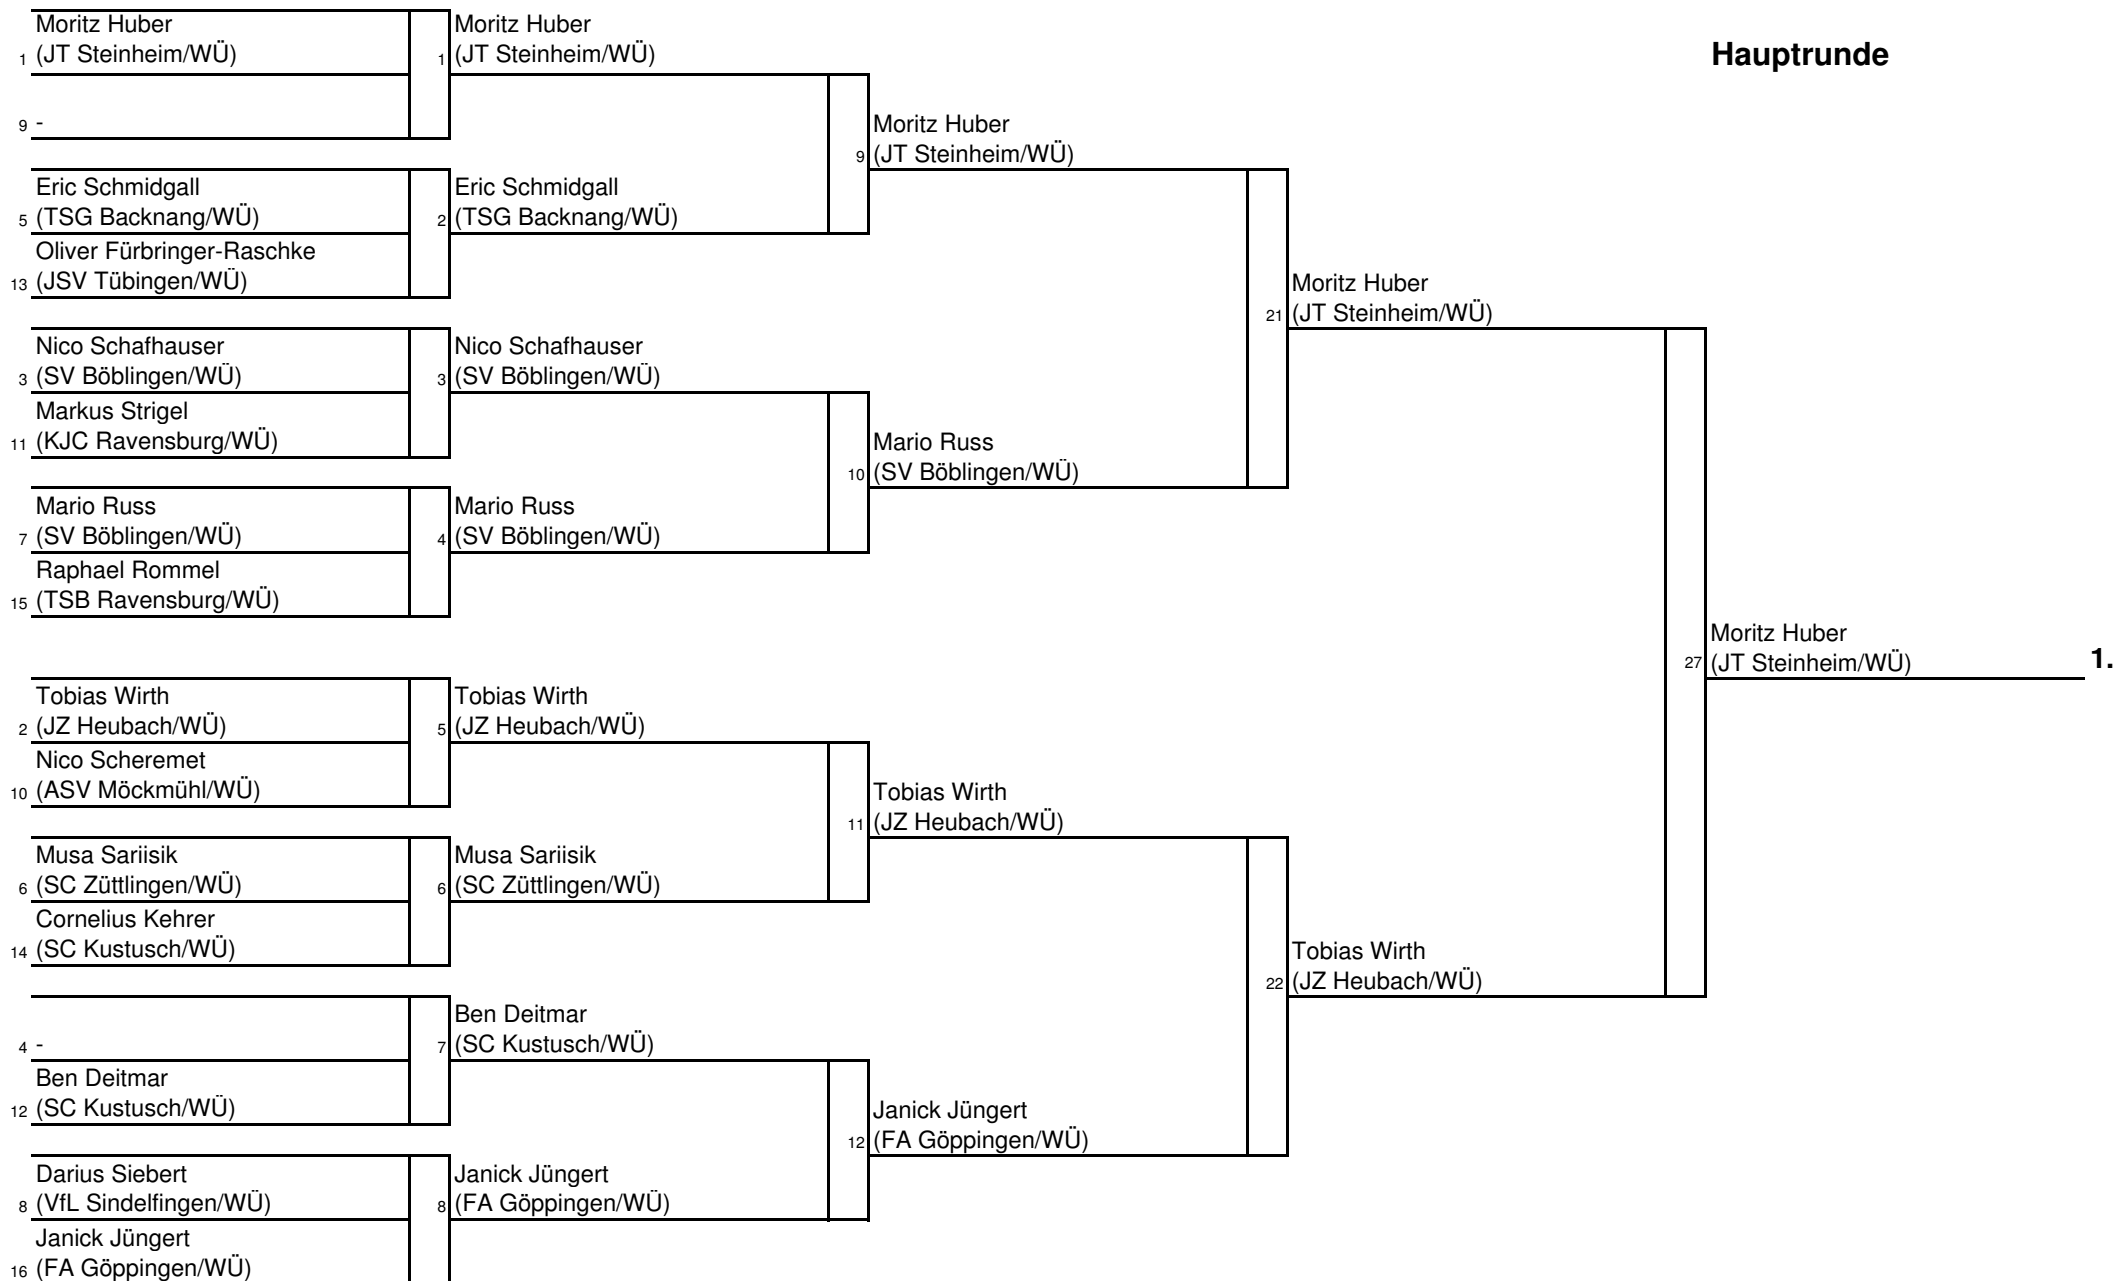 Hauptrunde
Moritz Huber
1 (JT Steinheim/WÜ)
9 -
Eric Schmidgall
5 (TSG Backnang/WÜ)
Oliver Fürbringer-Raschke
13 (JSV Tübingen/WÜ)
Nico Schafhauser
3 (SV Böblingen/WÜ)
Markus Strigel
11 (KJC Ravensburg/WÜ)
Mario Russ
7 (SV Böblingen/WÜ)
Raphael Rommel
15 (TSB Ravensburg/WÜ)
Tobias Wirth
2 (JZ Heubach/WÜ)
Nico Scheremet
10 (ASV Möckmühl/WÜ)
Musa Sariisik
6 (SC Züttlingen/WÜ)
Cornelius Kehrer
14 (SC Kustusch/WÜ)
4 -
Ben Deitmar
12 (SC Kustusch/WÜ)
Darius Siebert
8 (VfL Sindelfingen/WÜ)
Janick Jüngert
16 (FA Göppingen/WÜ)
Moritz Huber
1 (JT Steinheim/WÜ)
Eric Schmidgall
2 (TSG Backnang/WÜ)
Nico Schafhauser
3 (SV Böblingen/WÜ)
Mario Russ
4 (SV Böblingen/WÜ)
Tobias Wirth
5 (JZ Heubach/WÜ)
Musa Sariisik
6 (SC Züttlingen/WÜ)
Ben Deitmar
7 (SC Kustusch/WÜ)
Janick Jüngert
8 (FA Göppingen/WÜ)
Moritz Huber
9 (JT Steinheim/WÜ)
Mario Russ
10 (SV Böblingen/WÜ)
Tobias Wirth
11 (JZ Heubach/WÜ)
Janick Jüngert
12 (FA Göppingen/WÜ)
Moritz Huber
21 (JT Steinheim/WÜ)
Tobias Wirth
22 (JZ Heubach/WÜ)
Moritz Huber
27 (JT Steinheim/WÜ) 1.